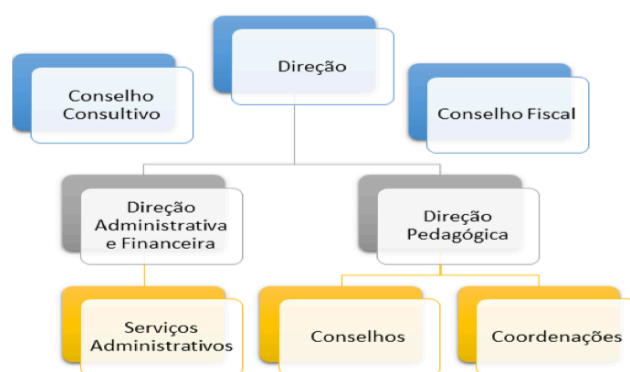 Direção
Conselho
Consultivo
Conselho Fiscal
Direção
Administrativa
e Financeira
Direção
Pedagógica
Serviços
Administrativos
Conselhos
Coordenações